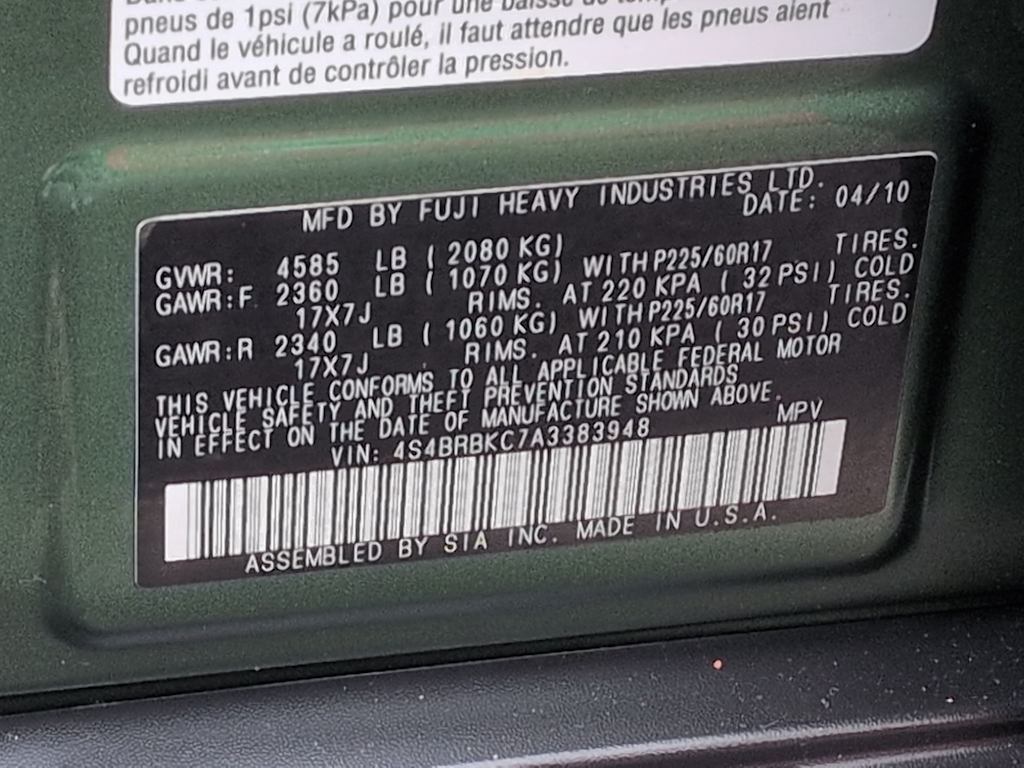 pneus de 1psi (7kPa) pour une baisse de
Quand le véhicule a roulé, il faut attendre que les pneus aient
refroidi avant de contrôler la pression.
MFD BY FUJI HEAVY INDUSTRIES LTD.
DATE: 04/10
GVWR: 4585 LB ( 2080 KG)
GAWR:F 2360 LB ( 1070 KG) WITH P225/60R17 TIRES.
17X7J RIMS. AT 220 KPA ( 32 PSI) COLD
GAWR:R 2340 LB ( 1060 KG) WITH P225/60R17 TIRES.
17X7J RIMS. AT 210 KPA ( 30 PSI) COLD
THIS VEHICLE CONFORMS TO ALL APPLICABLE FEDERAL MOTOR
VEHICLE SAFETY AND THEFT PREVENTION STANDARDS
IN EFFECT ON THE DATE OF MANUFACTURE SHOWN ABOVE.
VIN: 4S4BRBKC7A3383948 MPV
ASSEMBLED BY SIA INC. MADE IN U.S.A.